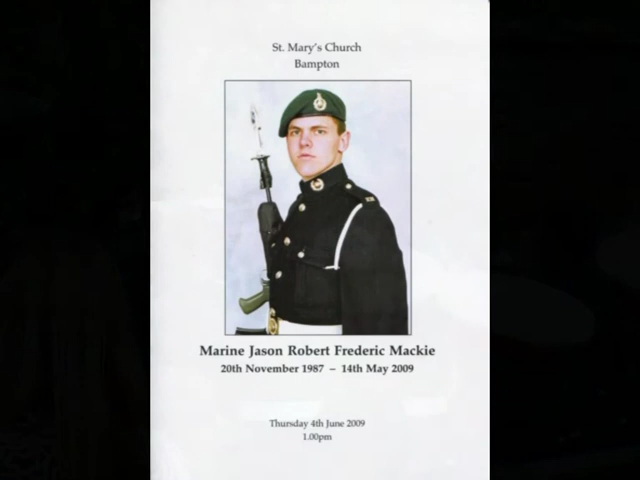 St. Mary's Church
Bampton
Marine Jason Robert Frederic Mackie
20th November 1987 – 14th May 2009
Thursday 4th June 2009
1.00pm